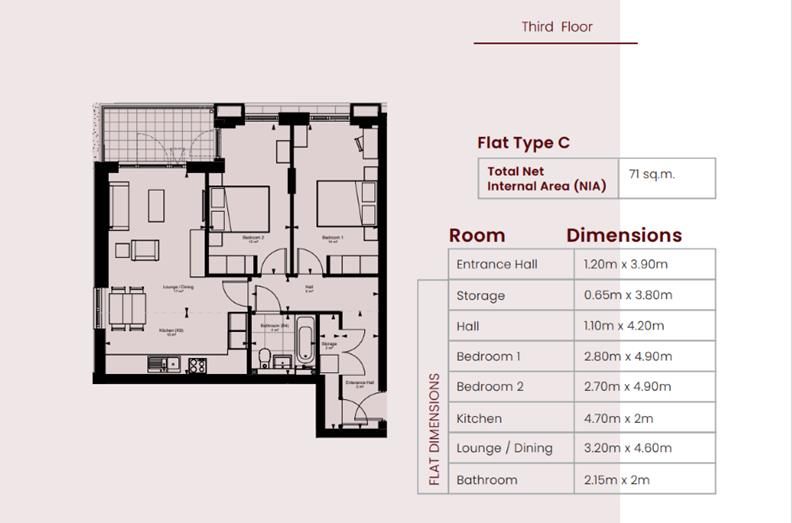 Third Floor
Flat Type C
Total Net
Internal Area (NIA)
71 sq.m.
Room
Dimensions
Entrance Hall
1.20m x 3.90m
Storage
0.65m x 3.80m
Hall
1.10m x 4.20m
Bedroom 1
2.80m x 4.90m
Bedroom 2
2.70m x 4.90m
Kitchen
4.70m x 2m
Lounge / Dining
3.20m x 4.60m
Bathroom
2.15m x 2m
FLAT DIMENSIONS
Bedroom 2
Bedroom 1
Lounge / Dining
Hall
Kitchen
Bathroom
Storage
Entrance Hall